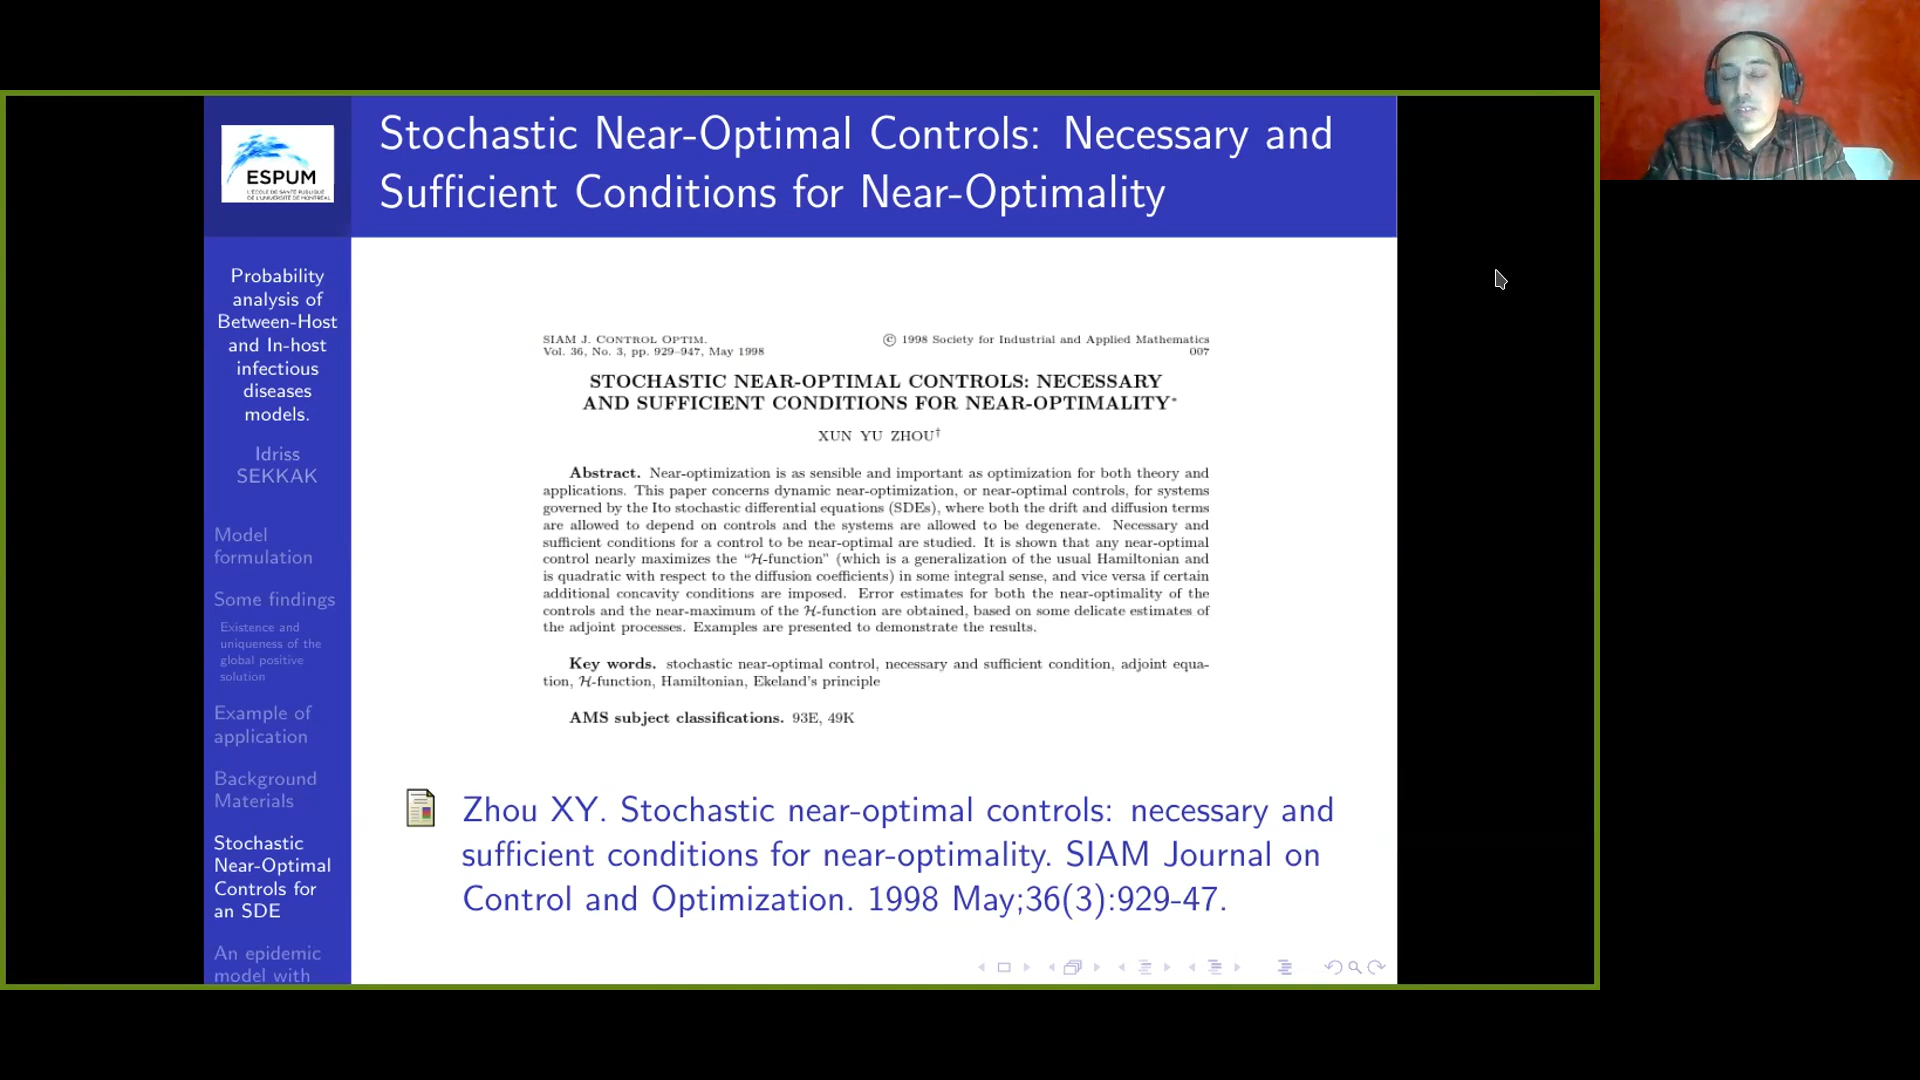 Stochastic Near-Optimal Controls: Necessary and
Sufficient Conditions for Near-Optimality
ESPUM
L'ÉCOLE DE SANTÉ PUBLIQUE
DE L'UNIVERSITÉ DE MONTRÉAL
Probability
analysis of
Between-Host
and In-host
infectious
diseases
models.
Idriss
SEKKAK
Model
formulation
Some findings
Existence and
uniqueness of the
global positive
solution
Example of
application
Background
Materials
Stochastic
Near-Optimal
Controls for
an SDE
An epidemic
model with
SIAM J. CONTROL OPTIM.
Vol. 36, No. 3, pp. 929–947, May 1998
© 1998 Society for Industrial and Applied Mathematics
007
STOCHASTIC NEAR-OPTIMAL CONTROLS: NECESSARY
AND SUFFICIENT CONDITIONS FOR NEAR-OPTIMALITY*
XUN YU ZHOU†
Abstract. Near-optimization is as sensible and important as optimization for both theory and
applications. This paper concerns dynamic near-optimization, or near-optimal controls, for systems
governed by the Ito stochastic differential equations (SDEs), where both the drift and diffusion terms
are allowed to depend on controls and the systems are allowed to be degenerate. Necessary and
sufficient conditions for a control to be near-optimal are studied. It is shown that any near-optimal
control nearly maximizes the “ℋ-function” (which is a generalization of the usual Hamiltonian and
is quadratic with respect to the diffusion coefficients) in some integral sense, and vice versa if certain
additional concavity conditions are imposed. Error estimates for both the near-optimality of the
controls and the near-maximum of the ℋ-function are obtained, based on some delicate estimates of
the adjoint processes. Examples are presented to demonstrate the results.
Key words. stochastic near-optimal control, necessary and sufficient condition, adjoint equa-
tion, ℋ-function, Hamiltonian, Ekeland's principle
AMS subject classifications. 93E, 49K
Zhou XY. Stochastic near-optimal controls: necessary and
sufficient conditions for near-optimality. SIAM Journal on
Control and Optimization. 1998 May;36(3):929-47.